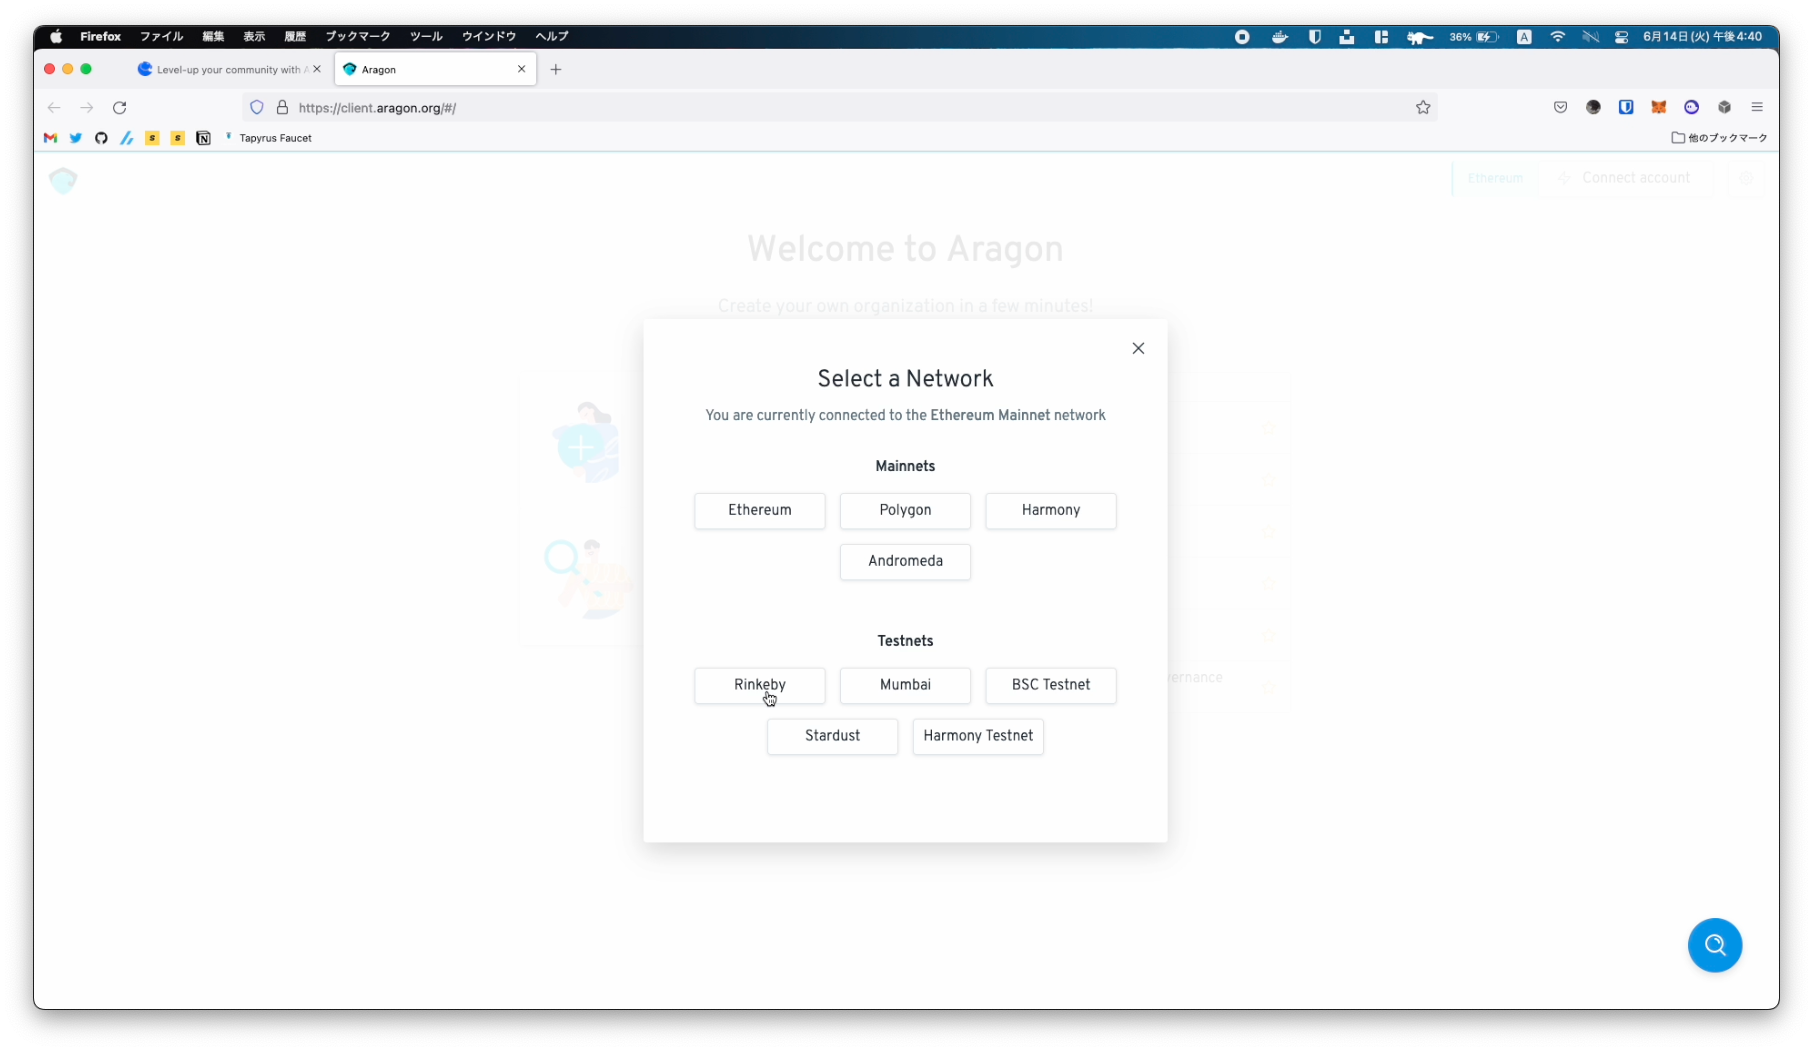 Firefox ファイル 編集 表示 履歴 ブックマーク ツール ウインドウ ヘルプ 36% A 6月14日(火) 午後4:40
Level-up your community with A
Aragon
https://client.aragon.org/#/
Tapyrus Faucet
他のブックマーク
Ethereum
Connect account
Welcome to Aragon
Create your own organization in a few minutes!
Select a Network
You are currently connected to the Ethereum Mainnet network
Mainnets
Ethereum
Polygon
Harmony
Andromeda
Testnets
Rinkeby
Mumbai
BSC Testnet
ernance
Stardust
Harmony Testnet